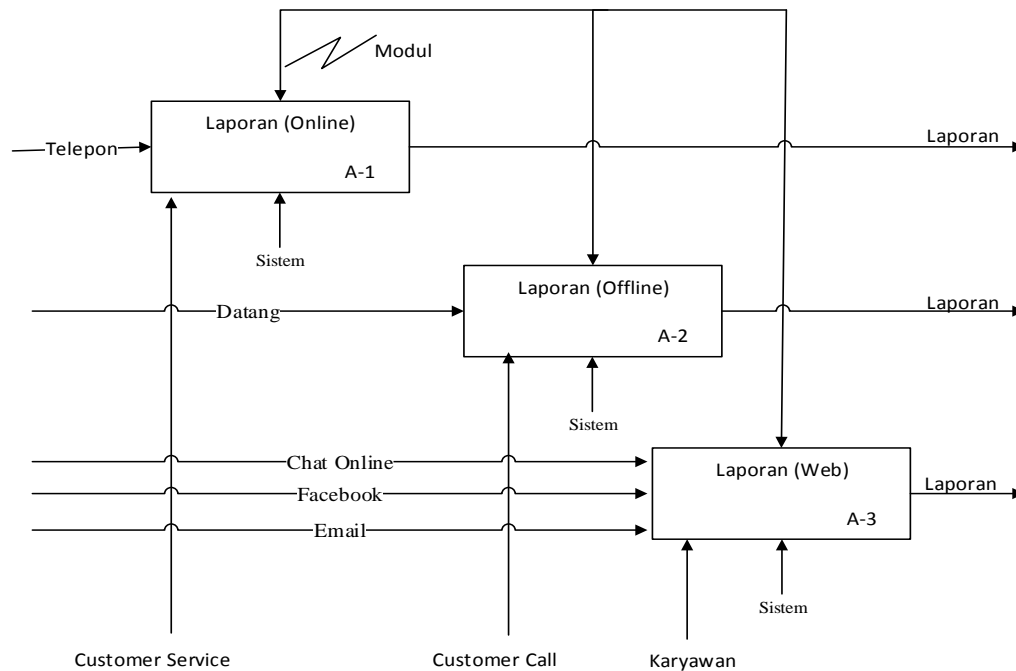 Modul
Laporan (Online)
Telepon
A-1
Laporan
Sistem
Laporan (Offline)
Datang
A-2
Laporan
Sistem
Chat Online
Laporan (Web)
Facebook
Laporan
Email
A-3
Sistem
Customer Service
Customer Call
Karyawan